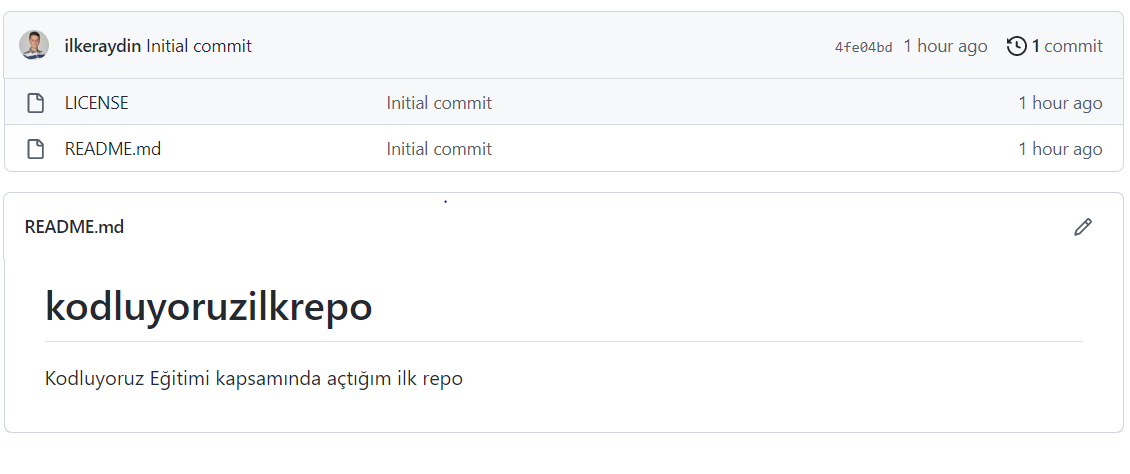 ilkeraydin Initial commit 4fe04bd 1 hour ago 1 commit
LICENSE Initial commit 1 hour ago
README.md Initial commit 1 hour ago
README.md
kodluyoruzilkrepo
Kodluyoruz Eğitimi kapsamında açtığım ilk repo